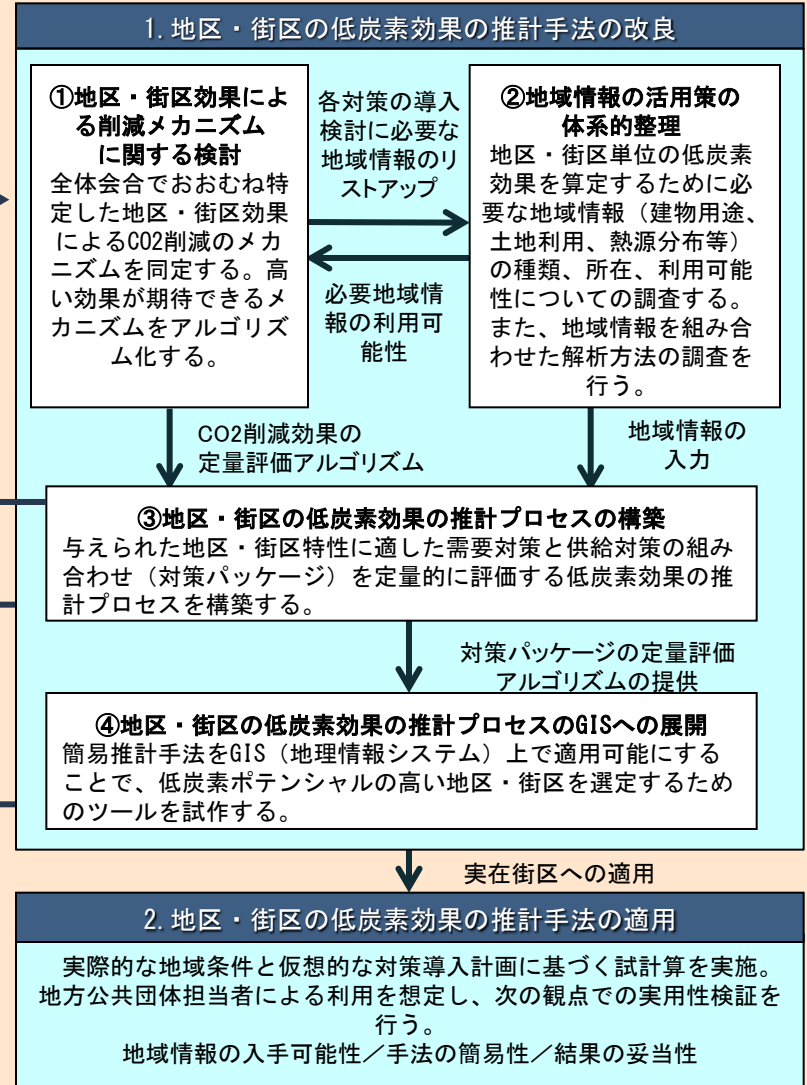 1. 地区・街区の低炭素効果の推計手法の改良
①地区・街区効果によ
る削減メカニズム
に関する検討
全体会合でおおむね特
定した地区・街区効果
によるCO2削減のメカ
ニズムを同定する。高
い効果が期待できるメ
カニズムをアルゴリズ
ム化する。
各対策の導入
検討に必要な
地域情報のリ
ストアップ
必要地域情
報の利用可
能性
②地域情報の活用策の
体系的整理
地区・街区単位の低炭素
効果を算定するために必
要な地域情報（建物用途、
土地利用、熱源分布等）
の種類、所在、利用可能
性についての調査する。
また、地域情報を組み合
わせた解析方法の調査を
行う。
CO2削減効果の
定量評価アルゴリズム
地域情報の
入力
③地区・街区の低炭素効果の推計プロセスの構築
与えられた地区・街区特性に適した需要対策と供給対策の組み
合わせ（対策パッケージ）を定量的に評価する低炭素効果の推
計プロセスを構築する。
対策パッケージの定量評価
アルゴリズムの提供
④地区・街区の低炭素効果の推計プロセスのGISへの展開
簡易推計手法をGIS（地理情報システム）上で適用可能にする
ことで、低炭素ポテンシャルの高い地区・街区を選定するため
のツールを試作する。
実在街区への適用
2. 地区・街区の低炭素効果の推計手法の適用
実際的な地域条件と仮想的な対策導入計画に基づく試計算を実施。
地方公共団体担当者による利用を想定し、次の観点での実用性検証を
行う。
地域情報の入手可能性／手法の簡易性／結果の妥当性